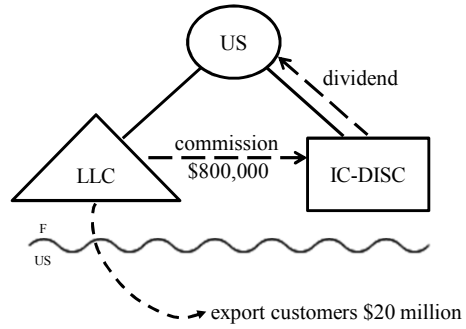 US
dividend
commission
$800,000
LLC
IC-DISC
F
US
export customers $20 million